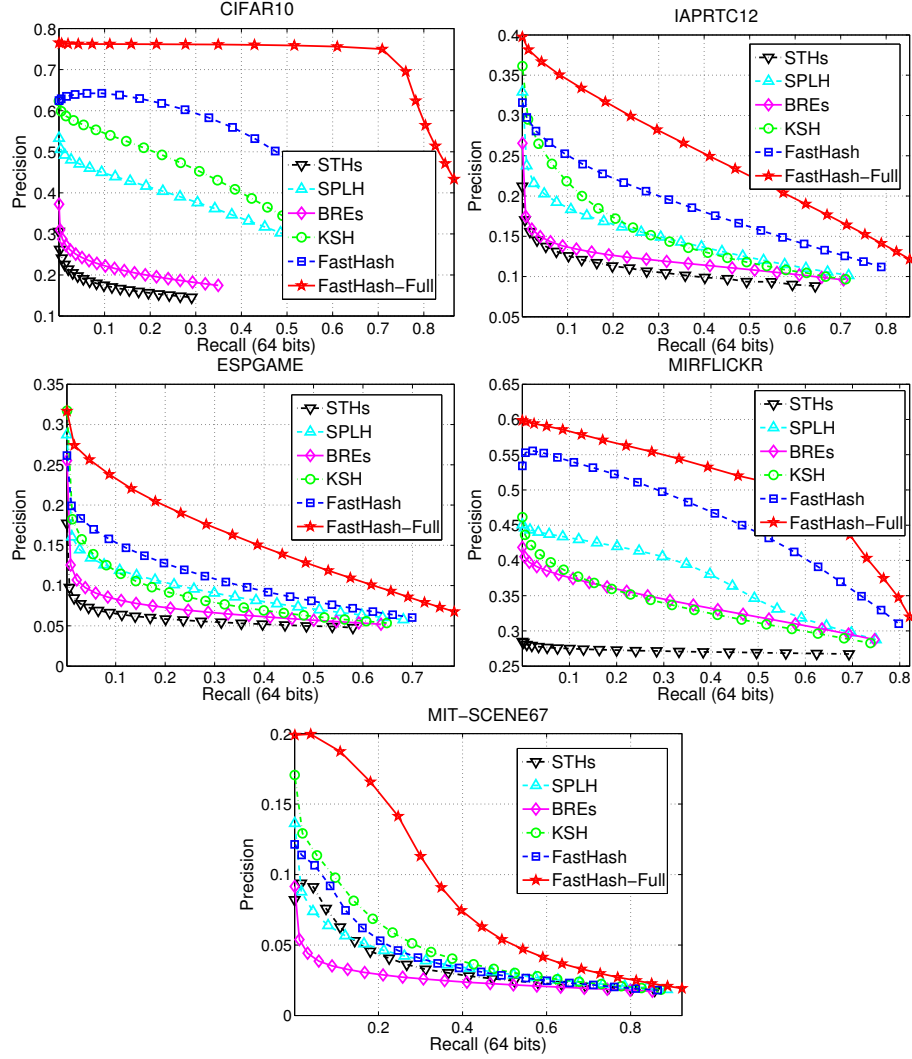 CIFAR10
0.8
0.7
0.6
0.5
0.4
0.3
0.2
0.1
Precision
STHs
SPLH
BREs
KSH
FastHash
FastHash−Full
0.1 0.2 0.3 0.4 0.5 0.6 0.7 0.8
Recall (64 bits)
IAPRTC12
0.4
0.35
0.3
0.25
0.2
0.15
0.1
0.05
Precision
STHs
SPLH
BREs
KSH
FastHash
FastHash−Full
0.1 0.2 0.3 0.4 0.5 0.6 0.7 0.8
Recall (64 bits)
ESPGAME
0.35
0.3
0.25
0.2
0.15
0.1
0.05
0
Precision
STHs
SPLH
BREs
KSH
FastHash
FastHash−Full
0.1 0.2 0.3 0.4 0.5 0.6 0.7
Recall (64 bits)
MIRFLICKR
0.65
0.6
0.55
0.5
0.45
0.4
0.35
0.3
0.25
Precision
STHs
SPLH
BREs
KSH
FastHash
FastHash−Full
0.1 0.2 0.3 0.4 0.5 0.6 0.7 0.8
Recall (64 bits)
MIT−SCENE67
0.2
0.15
0.1
0.05
0
Precision
STHs
SPLH
BREs
KSH
FastHash
FastHash−Full
0.2 0.4 0.6 0.8
Recall (64 bits)